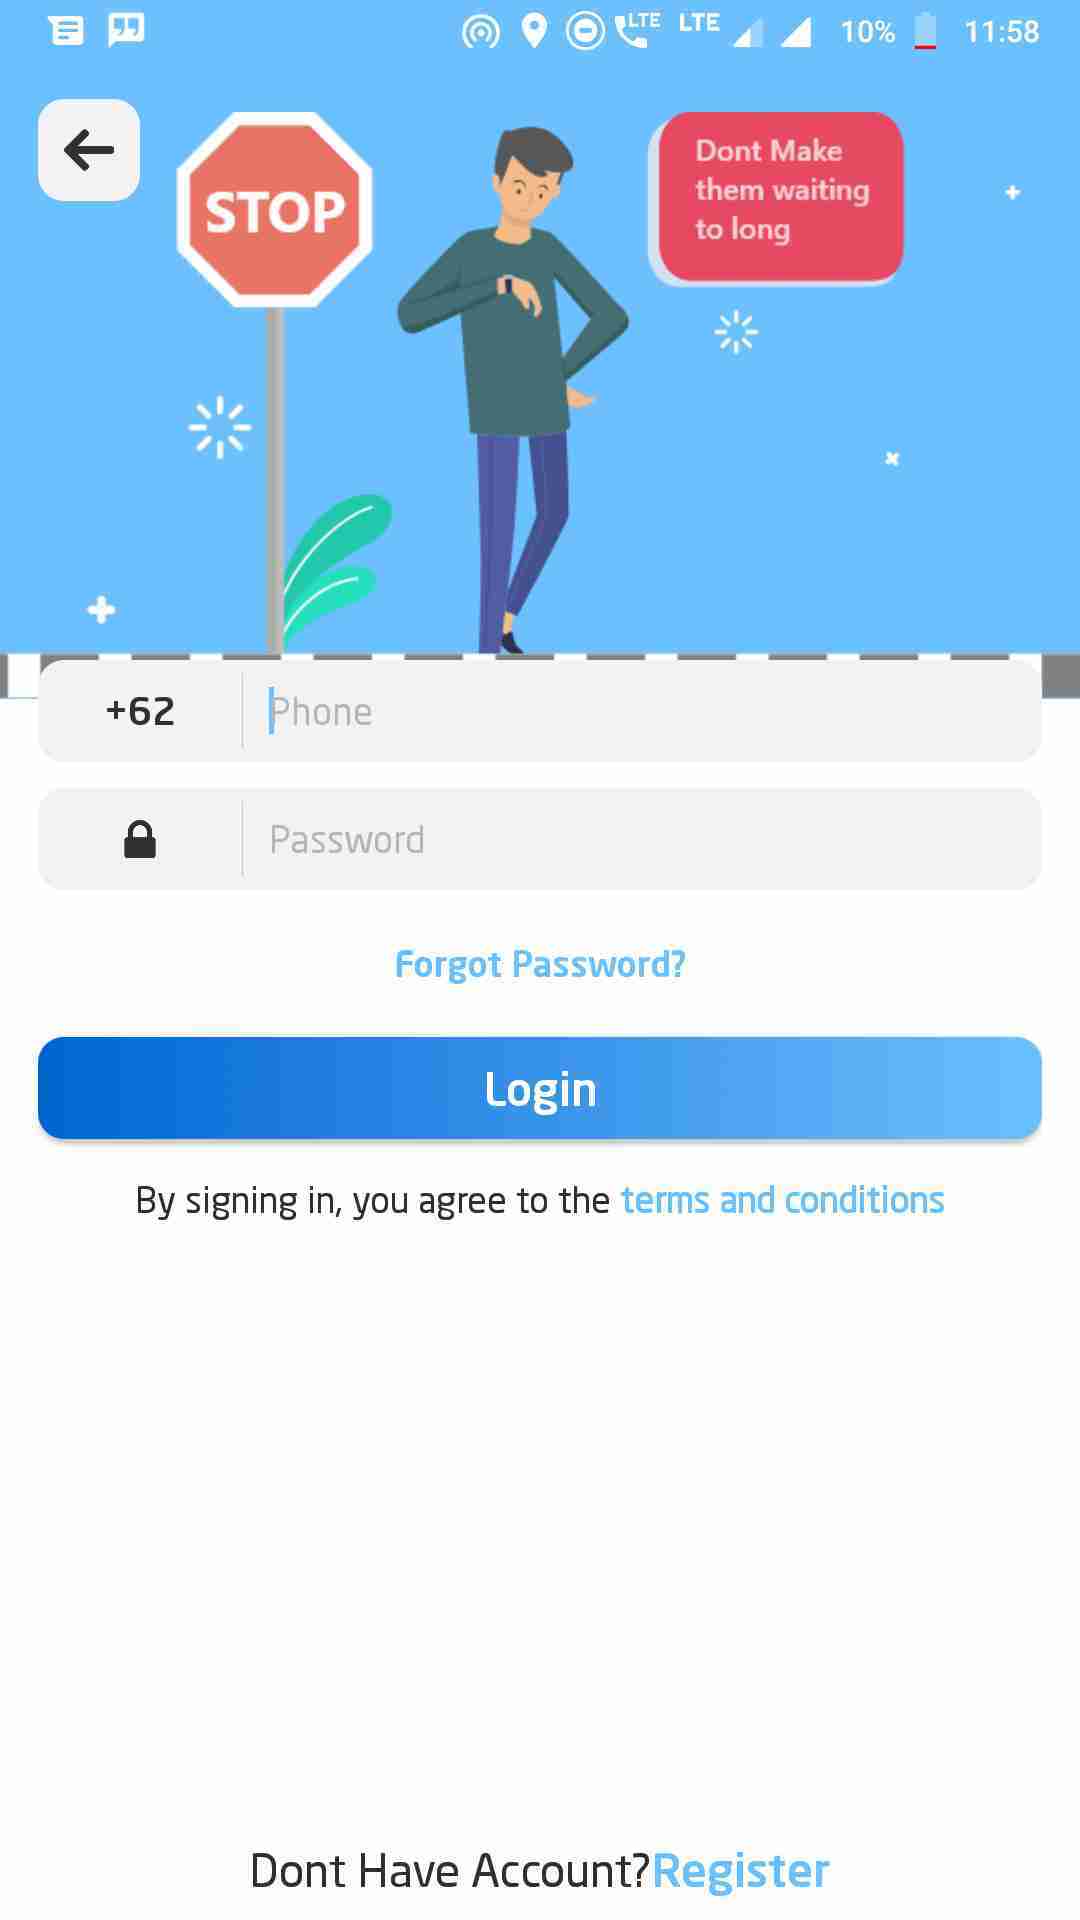 LTE LTE 10% 11:58
STOP
Dont Make
them waiting
to long
+62 Phone
Password
Forgot Password?
Login
By signing in, you agree to the terms and conditions
Dont Have Account?Register